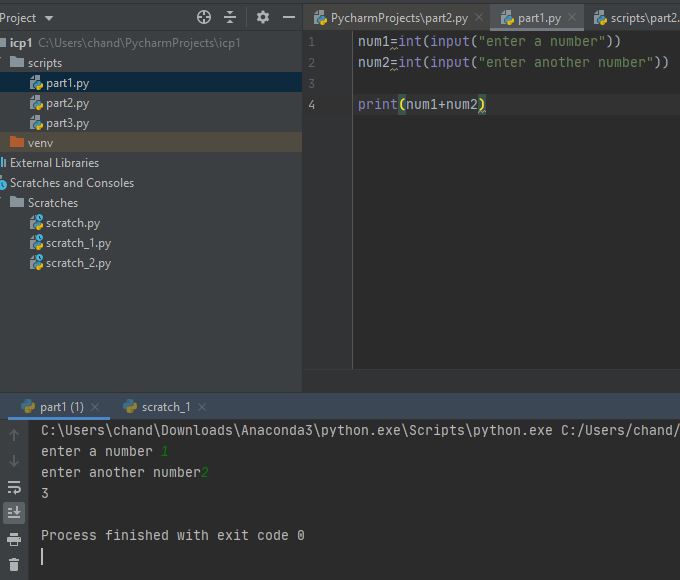 Project
icp1 C:\Users\chand\PycharmProjects\icp1
scripts
part1.py
part2.py
part3.py
venv
External Libraries
Scratches and Consoles
Scratches
scratch.py
scratch_1.py
scratch_2.py
PycharmProjects\part2.py
part1.py
scripts\part2.
1 num1=int(input("enter a number"))
2 num2=int(input("enter another number"))
3
4 print(num1+num2)
part1 (1)
scratch_1
C:\Users\chand\Downloads\Anaconda3\python.exe\Scripts\python.exe C:/Users/chand/
enter a number 1
enter another number2
3
Process finished with exit code 0